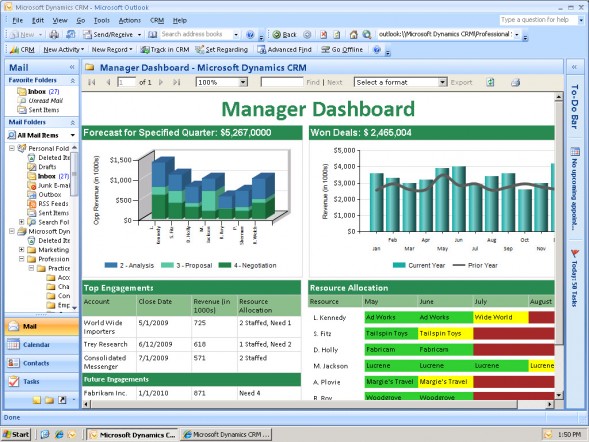 Microsoft Dynamics CRM - Microsoft Outlook
File Edit View Go Tools CRM Actions Help
Type a question for help
New Send/Receive Search address books Back outlook:\\Microsoft Dynamics CRM\Professional
CRM New Activity New Record Track in CRM Set Regarding Advanced Find Go Offline
Mail
Favorite Folders
Inbox (27)
Unread Mail
Sent Items
Mail Folders
All Mail Items
Personal Fold
Deleted Ite
Drafts
Inbox (27)
Junk E-mai
Outbox
RSS Feeds
Sent Items
Search Fol
Microsoft Dyn
Deleted Ite
Marketing
Profession
Practice
Acc
Cha
Con
Mail
Calendar
Contacts
Tasks
Manager Dashboard - Microsoft Dynamics CRM
1 of 1 100% Find | Next Select a format Export
Manager Dashboard
Forecast for Specified Quarter: $5,267,0000
Opp Revenue (in 1000s)
$1,500
$1,000
$500
$0
L. Kennedy
S. Fitz
D. Holly
M. Jackson
R. Roy
P. Sherman
K. Welch
2 - Analysis 3 - Proposal 4 - Negotiation
Won Deals: $ 2,465,004
Revenue (in 1000s)
$5,000
$4,000
$3,000
$2,000
$1,000
$0
Jan Feb Mar Apr May Jun Jul Aug Sep Oct Nov
Current Year Prior Year
Top Engagements
Account Close Date Revenue (in 1000s) Resource Allocation
World Wide Importers 5/1/2009 725 2 Staffed, Need 1
Trey Research 6/12/2009 618 1 Staffed, Need 2
Consolidated Messenger 7/1/2009 571 2 Staffed
Future Engagements
Fabrikam Inc. 1/1/2010 871 Need 4
Resource Allocation
Resource May June July August
L. Kennedy Ad Works Ad Works Wide World
S. Fitz Tailspin Toys Tailspin Toys
D. Holly Fabricam Fabricam
M. Jackson Lucerne Lucerne Lucerne Lucerne
A. Plovie Margie's Travel Margie's Travel
R. Roy Woodgrove Woodgrove
To-Do Bar
No upcoming appoint...
Today: 58 Tasks
Done
Start Microsoft Dynamics C... Microsoft Dynamics CRM ... 1:50 PM